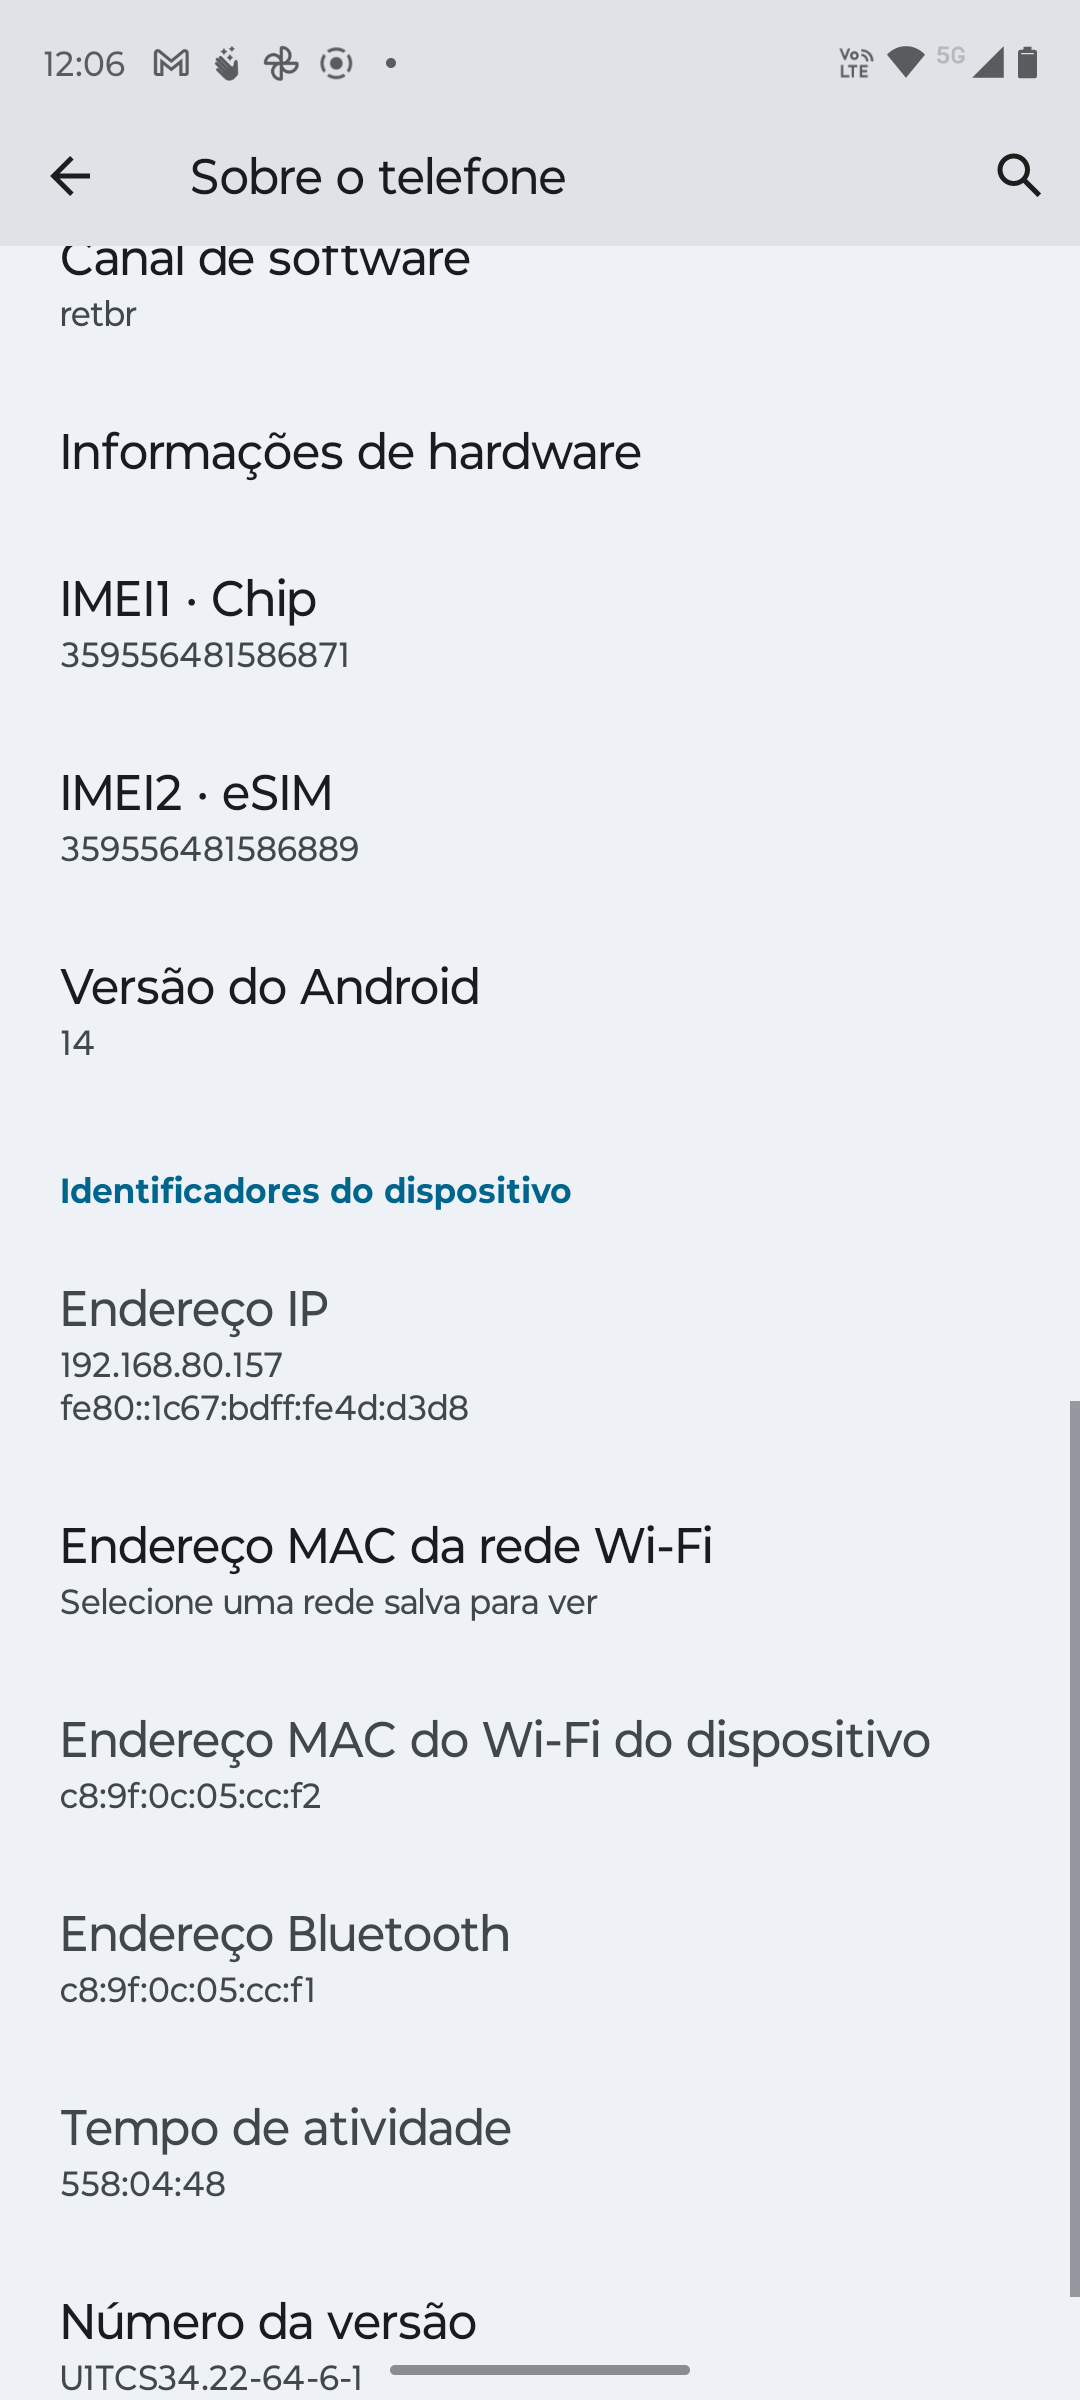 12:06
Vo LTE 5G
Sobre o telefone
Canal de software
retbr
Informações de hardware
IMEI1 · Chip
359556481586871
IMEI2 · eSIM
359556481586889
Versão do Android
14
Identificadores do dispositivo
Endereço IP
192.168.80.157
fe80::1c67:bdff:fe4d:d3d8
Endereço MAC da rede Wi-Fi
Selecione uma rede salva para ver
Endereço MAC do Wi-Fi do dispositivo
c8:9f:0c:05:cc:f2
Endereço Bluetooth
c8:9f:0c:05:cc:f1
Tempo de atividade
558:04:48
Número da versão
U1TCS34.22-64-6-1